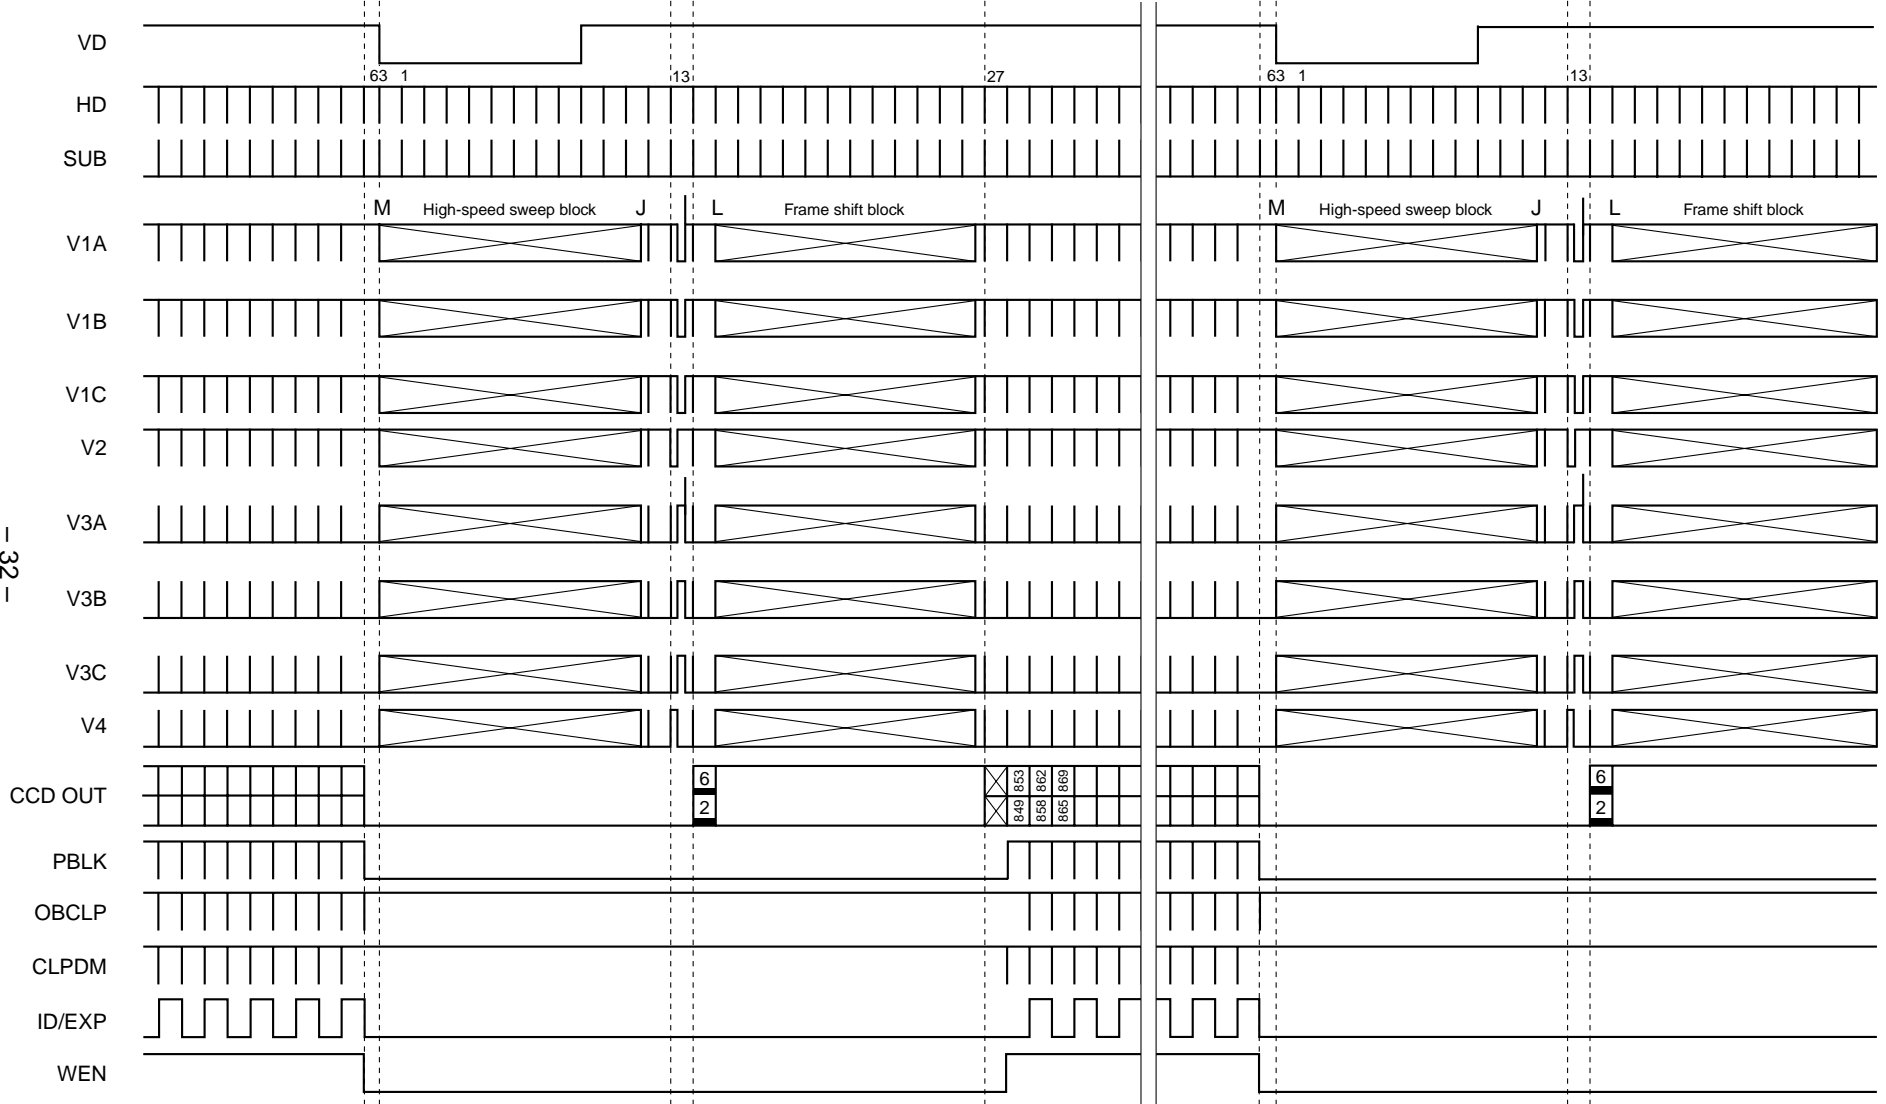 VD
63 1 13 27 63 1 13
HD
SUB
M High-speed sweep block J L Frame shift block M High-speed sweep block J L Frame shift block
V1A
V1B
V1C
V2
V3A
– 32 –
V3B
V3C
V4
6 853 862 869 6
CCD OUT
2 849 858 865 2
PBLK
OBCLP
CLPDM
ID/EXP
WEN